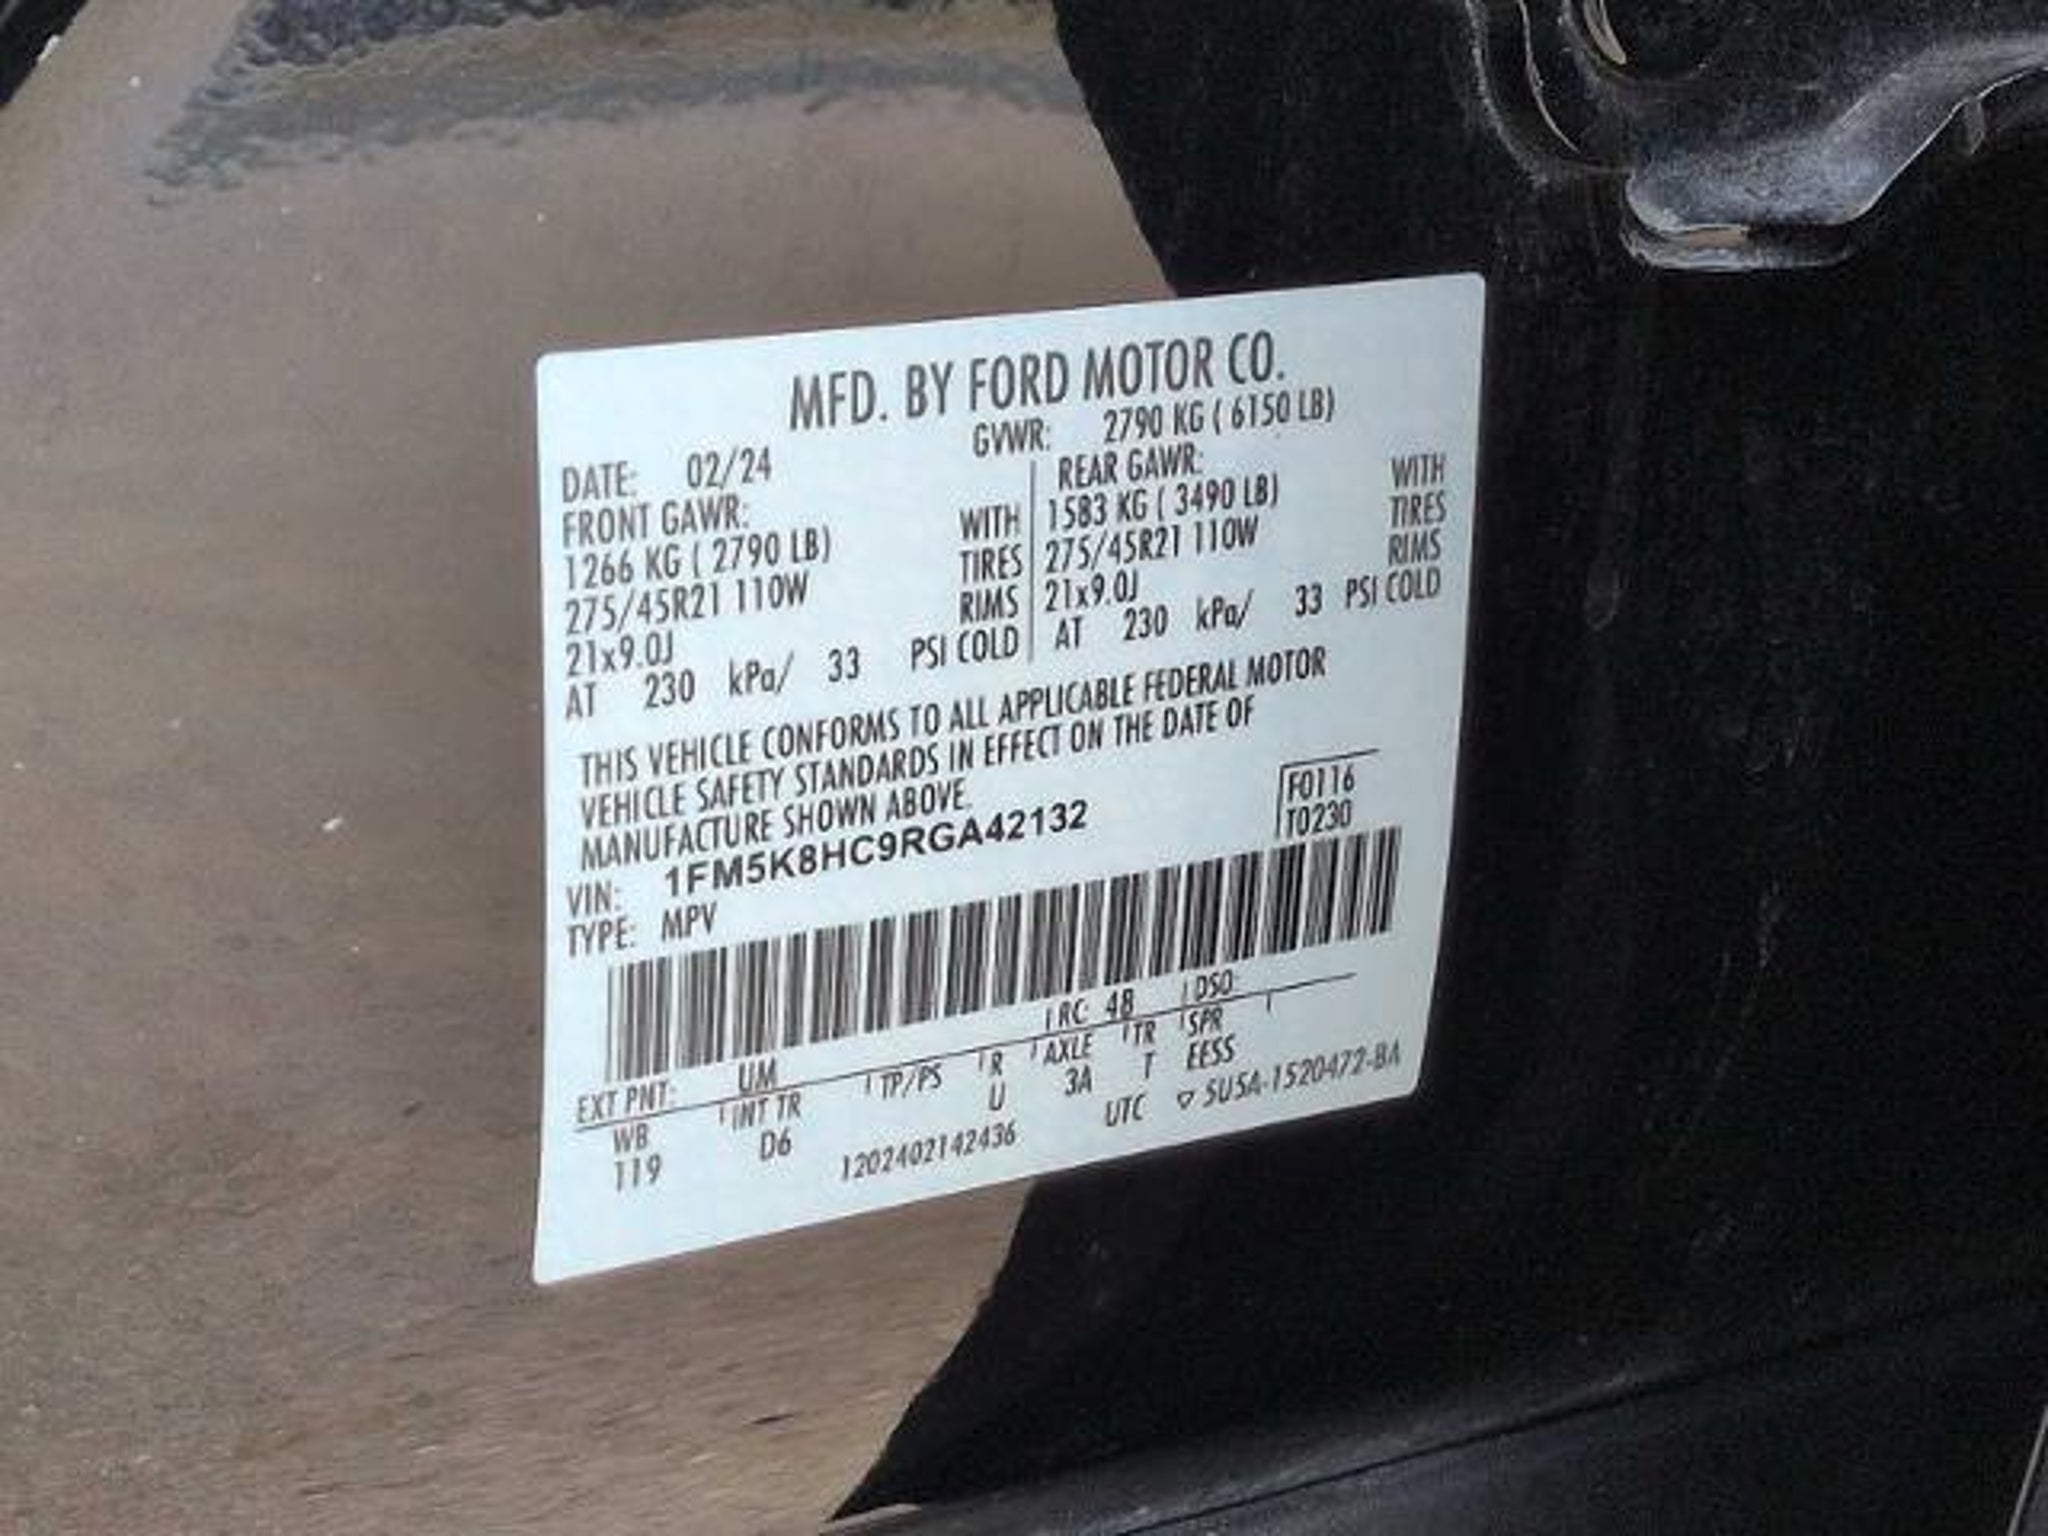 MFD. BY FORD MOTOR CO.
DATE: 02/24 GVWR: 2790 KG ( 6150 LB)
FRONT GAWR: REAR GAWR:
1266 KG ( 2790 LB) WITH 1583 KG ( 3490 LB) WITH
275/45R21 110W TIRES 275/45R21 110W TIRES
21x9.0J RIMS 21x9.0J RIMS
AT 230 kPa/ 33 PSI COLD AT 230 kPa/ 33 PSI COLD
THIS VEHICLE CONFORMS TO ALL APPLICABLE FEDERAL MOTOR
VEHICLE SAFETY STANDARDS IN EFFECT ON THE DATE OF
MANUFACTURE SHOWN ABOVE.
VIN: 1FM5K8HC9RGA42132 F0116
TYPE: MPV T0230
EXT PNT: UM RC: 48 DSO:
WB INT TR TP/PS R AXLE TR SPR
119 D6 U 3A T EESS
1202402142436 UTC ▽ 5U5A-1520472-BA